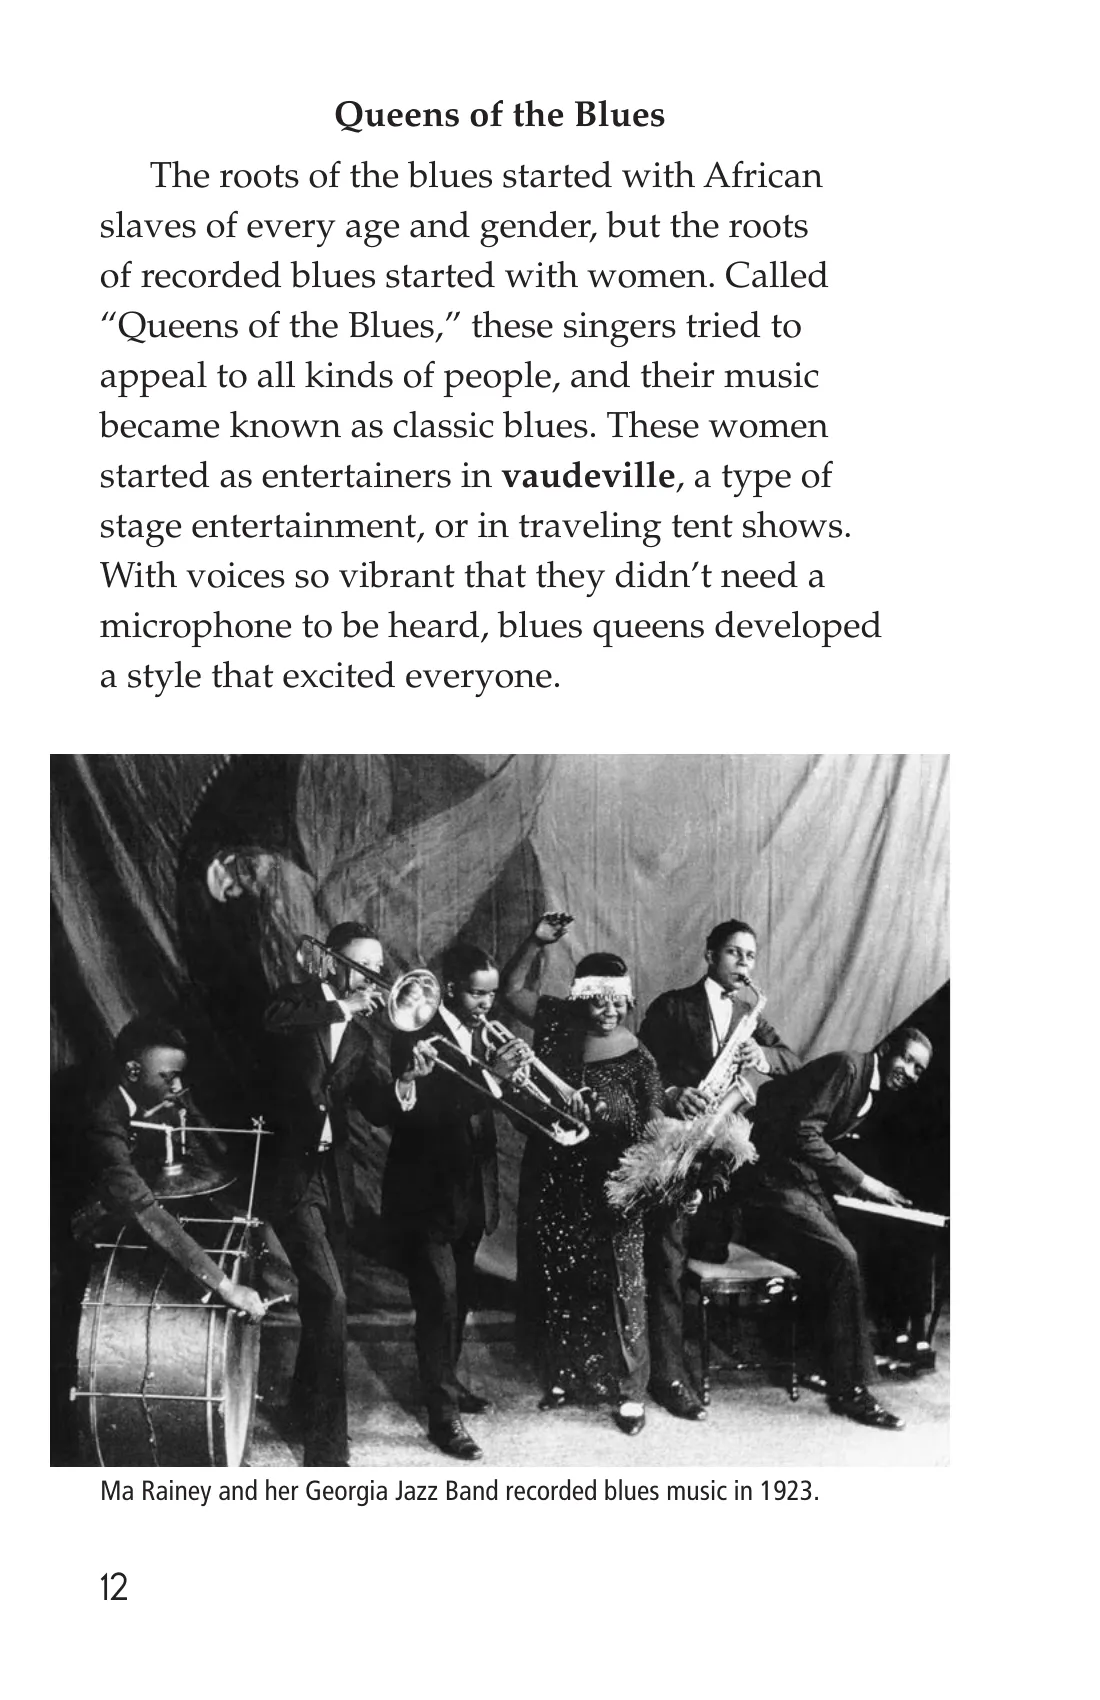 Queens of the Blues
The roots of the blues started with African
slaves of every age and gender, but the roots
of recorded blues started with women. Called
“Queens of the Blues,” these singers tried to
appeal to all kinds of people, and their music
became known as classic blues. These women
started as entertainers in vaudeville, a type of
stage entertainment, or in traveling tent shows.
With voices so vibrant that they didn’t need a
microphone to be heard, blues queens developed
a style that excited everyone.
Ma Rainey and her Georgia Jazz Band recorded blues music in 1923.
12